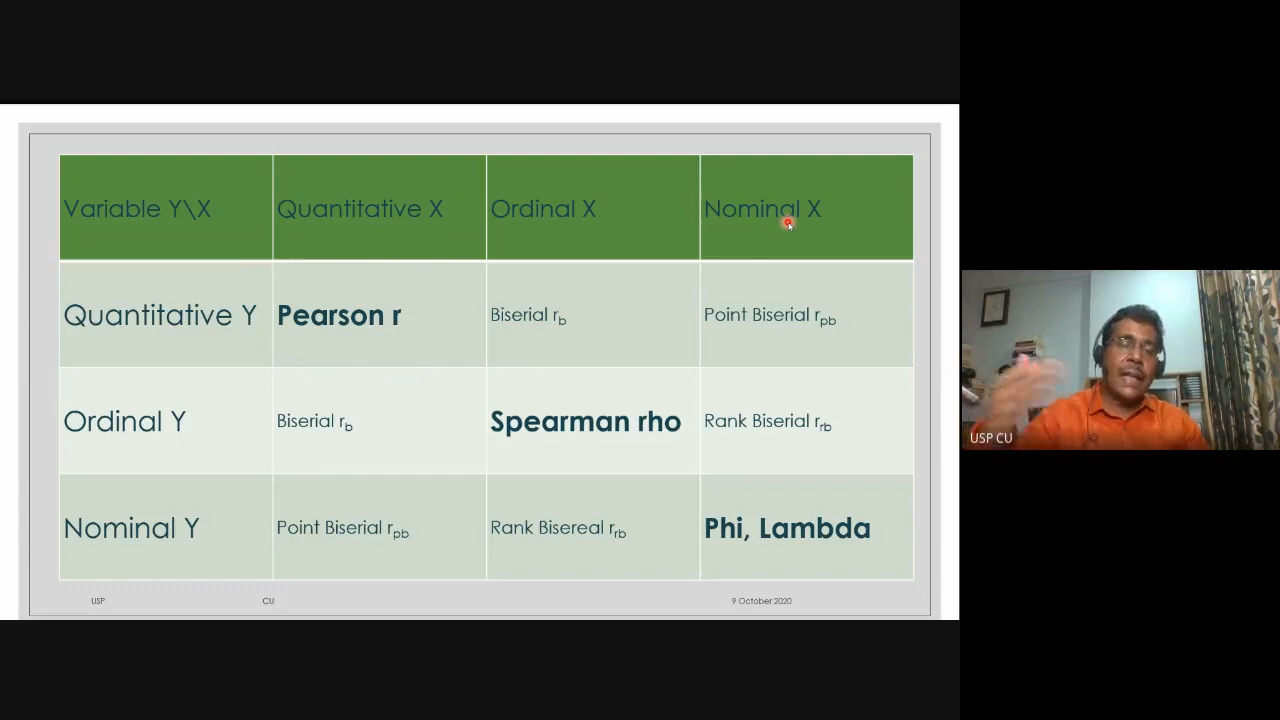 Variable Y\X Quantitative X Ordinal X Nominal X
Quantitative Y Pearson r Biserial rb Point Biserial rpb
Ordinal Y Biserial rb Spearman rho Rank Biserial rrb
Nominal Y Point Biserial rpb Rank Bisereal rrb Phi, Lambda
USP CU 9 October 2020
USP CU